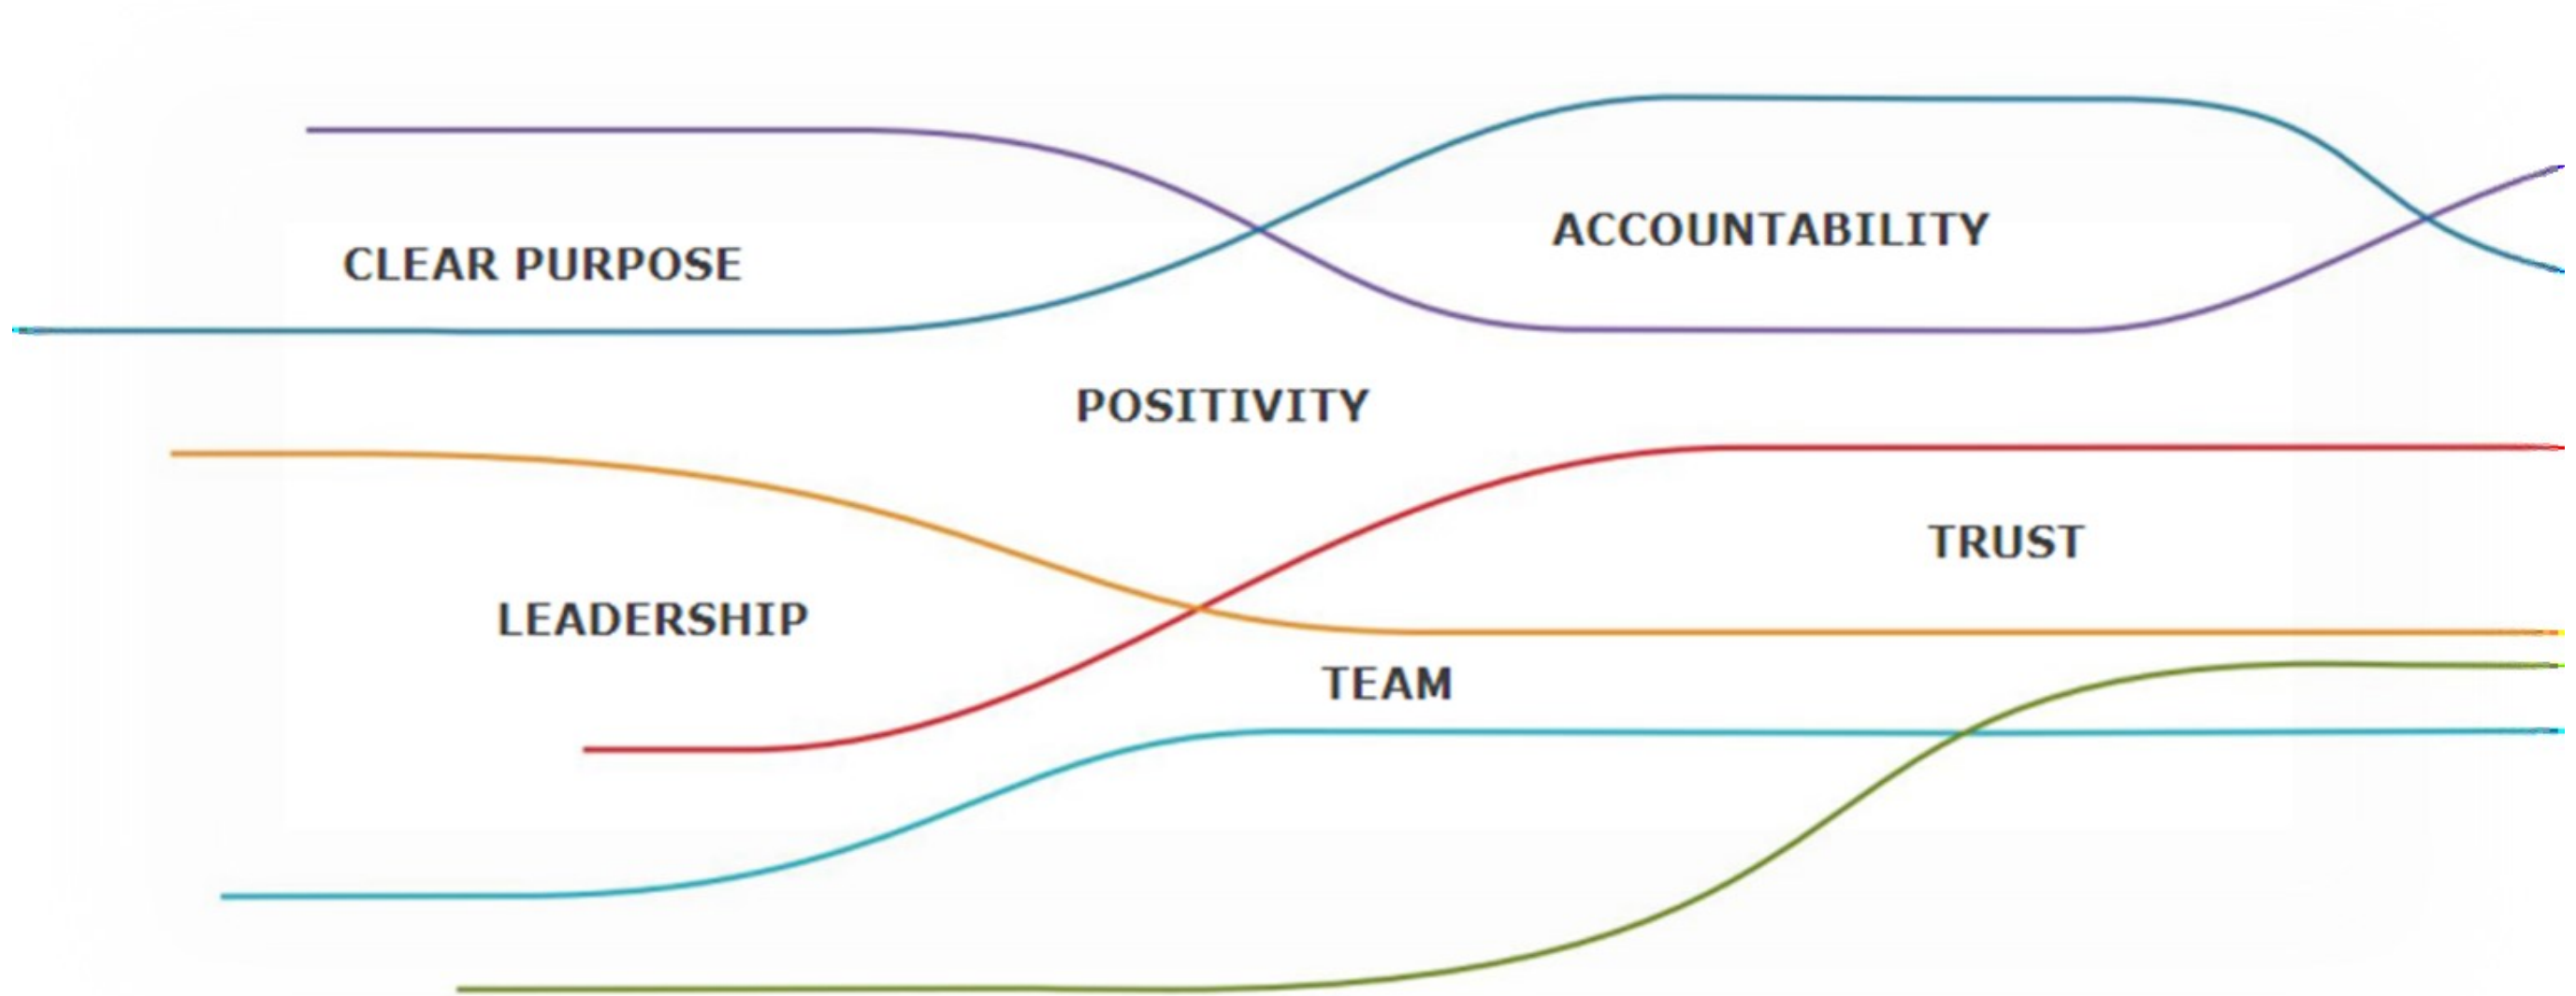 CLEAR PURPOSE
ACCOUNTABILITY
POSITIVITY
TRUST
LEADERSHIP
TEAM